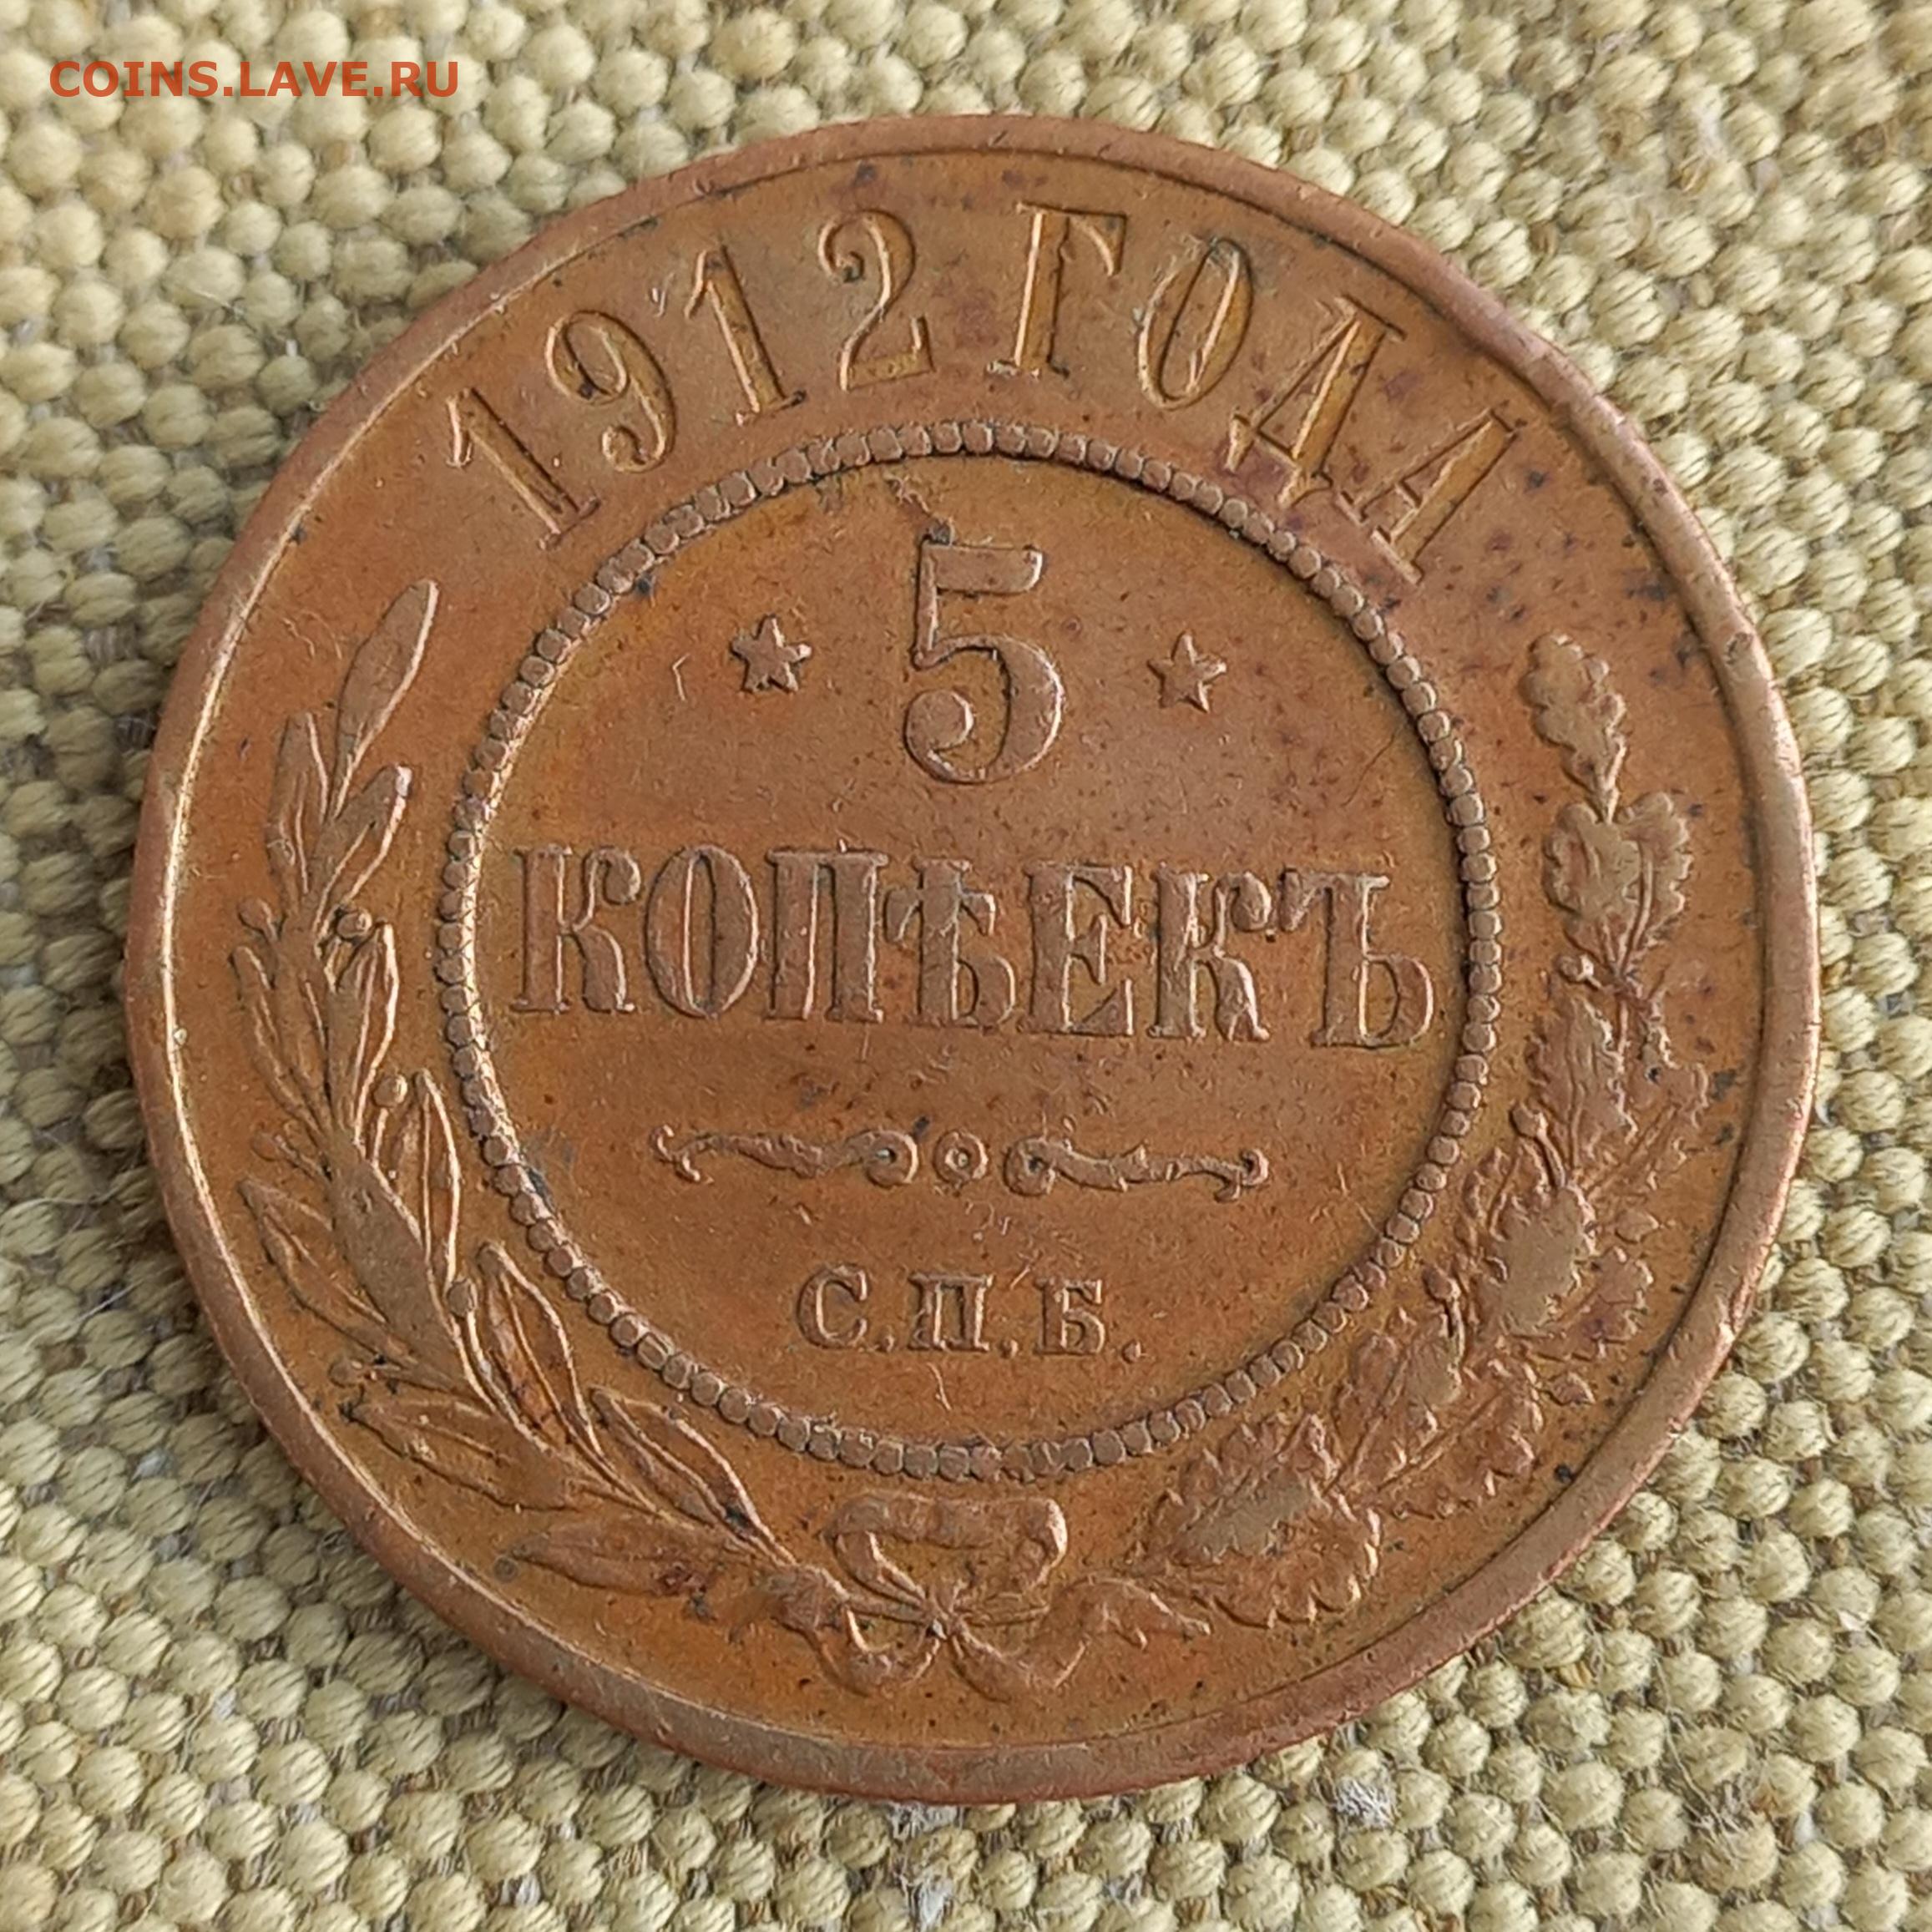 COINS.LAVE.RU
1912 ГОДА
5
КОПѢЕКЪ
С.П.Б.